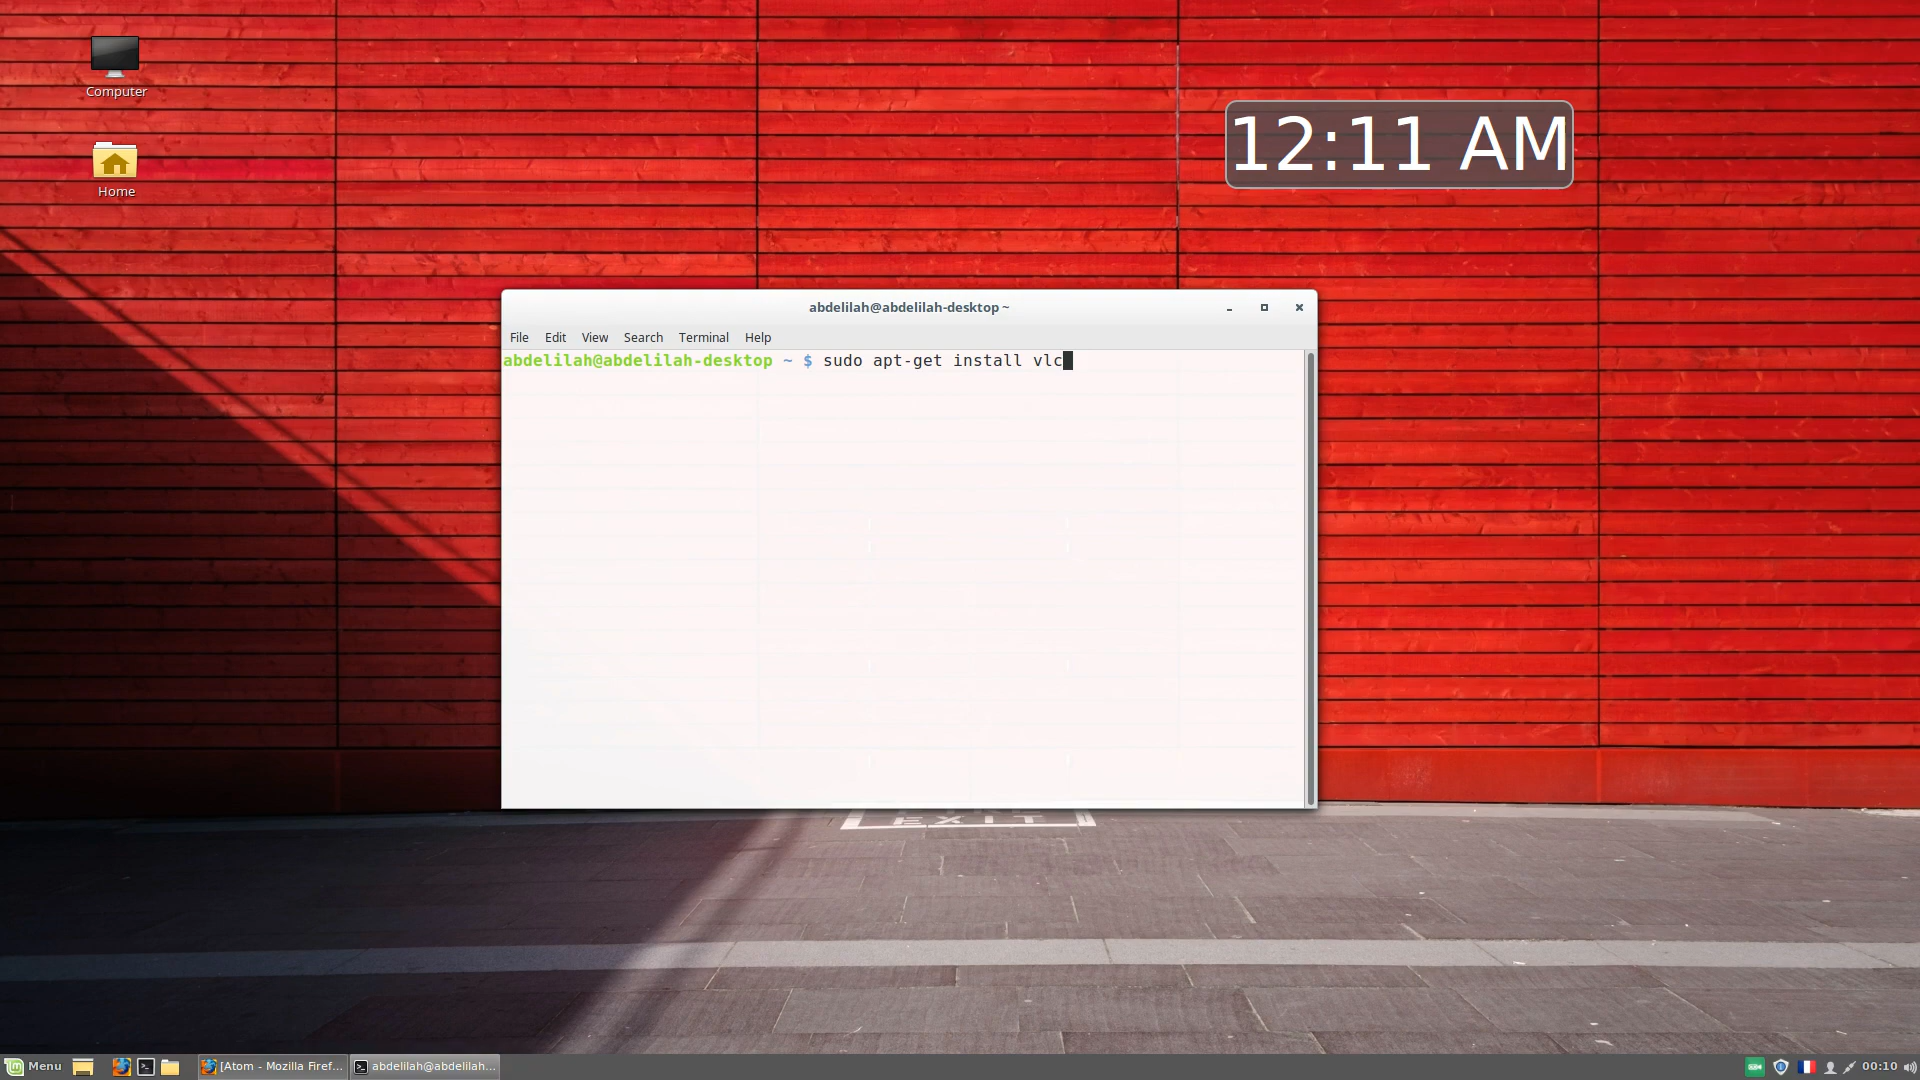 Computer
Home
12:11 AM
abdelilah@abdelilah-desktop ~
File Edit View Search Terminal Help
abdelilah@abdelilah-desktop ~ $ sudo apt-get install vlc
EXIT
Menu
[Atom - Mozilla Firef...
abdelilah@abdelilah...
00:10